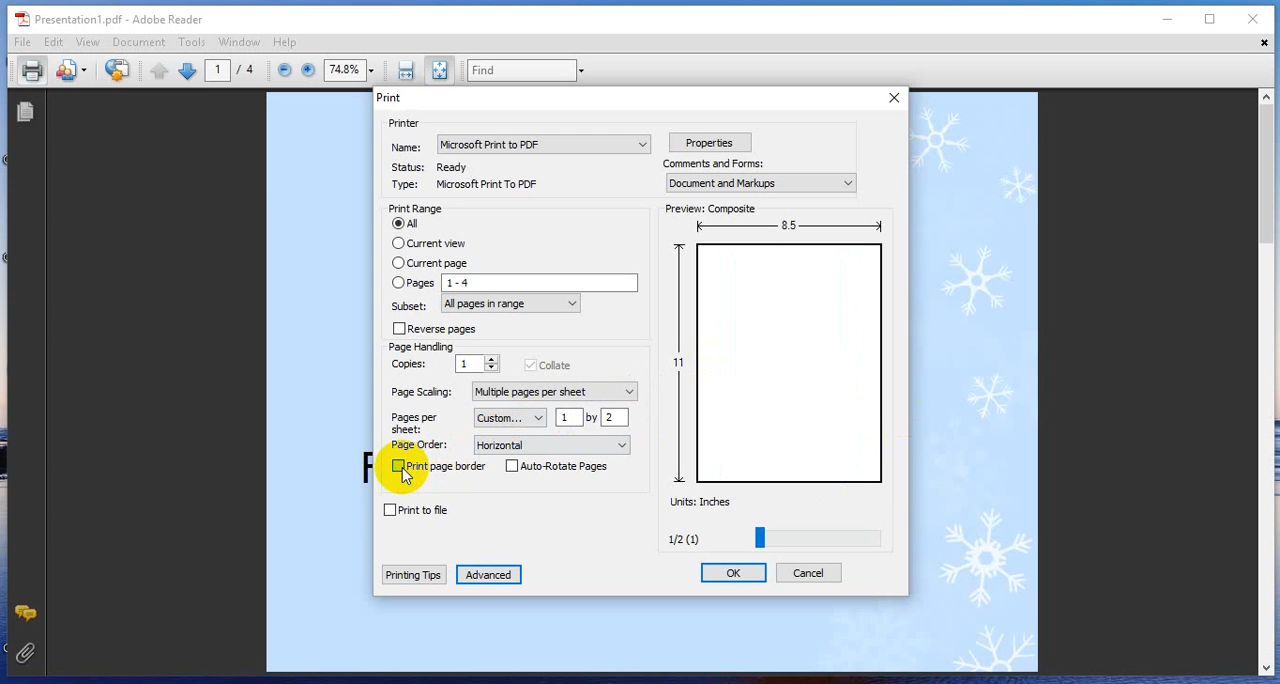 Presentation1.pdf - Adobe Reader
File Edit View Document Tools Window Help
1 / 4 74.8% Find
Print
Printer
Name: Microsoft Print to PDF Properties
Status: Ready Comments and Forms:
Type: Microsoft Print To PDF Document and Markups
Print Range Preview: Composite
All 8.5
Current view
Current page
Pages 1 - 4
Subset: All pages in range
Reverse pages
Page Handling
Copies: 1 Collate 11
Page Scaling: Multiple pages per sheet
Pages per sheet: Custom... 1 by 2
Page Order: Horizontal
Print page border Auto-Rotate Pages
Units: Inches
Print to file
1/2 (1)
Printing Tips Advanced OK Cancel